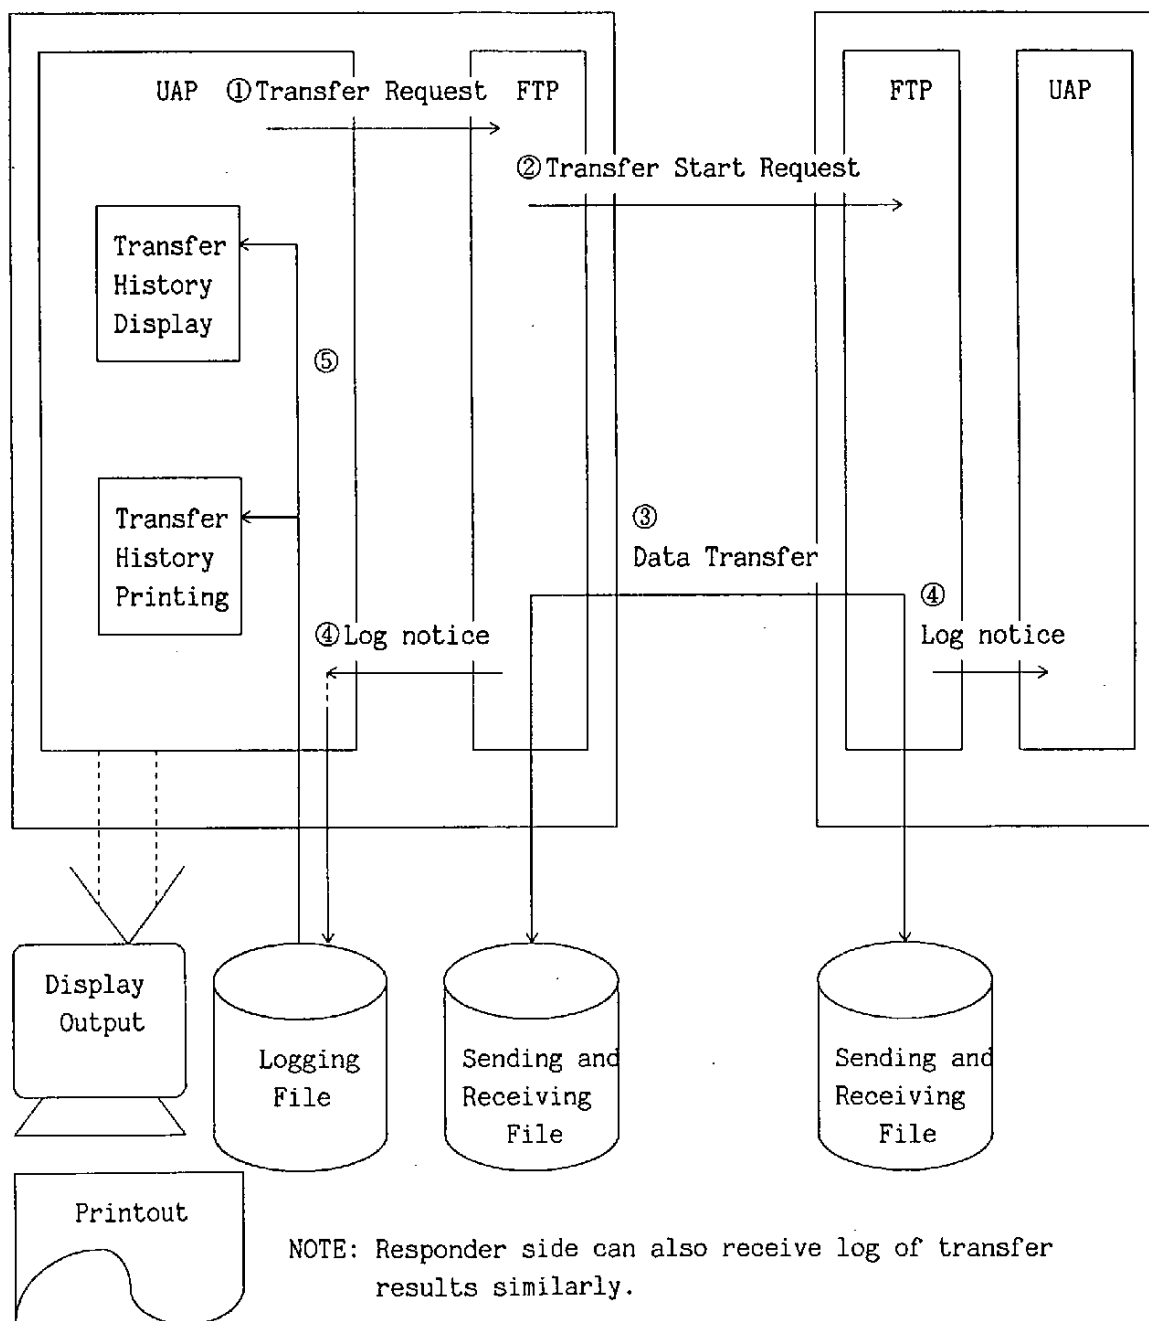 UAP ①Transfer Request FTP
FTP UAP
②Transfer Start Request
Transfer
History
Display
⑤
Transfer
History
Printing
③
Data Transfer
④Log notice
④
Log notice
Display
Output
Logging
File
Sending and
Receiving
File
Sending and
Receiving
File
Printout
NOTE: Responder side can also receive log of transfer
results similarly.